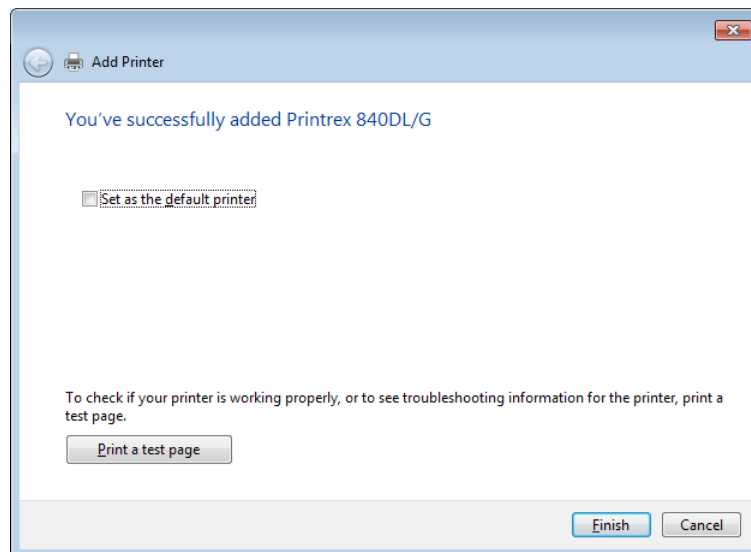 Add Printer
You've successfully added Printrex 840DL/G
Set as the default printer
To check if your printer is working properly, or to see troubleshooting information for the printer, print a
test page.
Print a test page
Finish Cancel